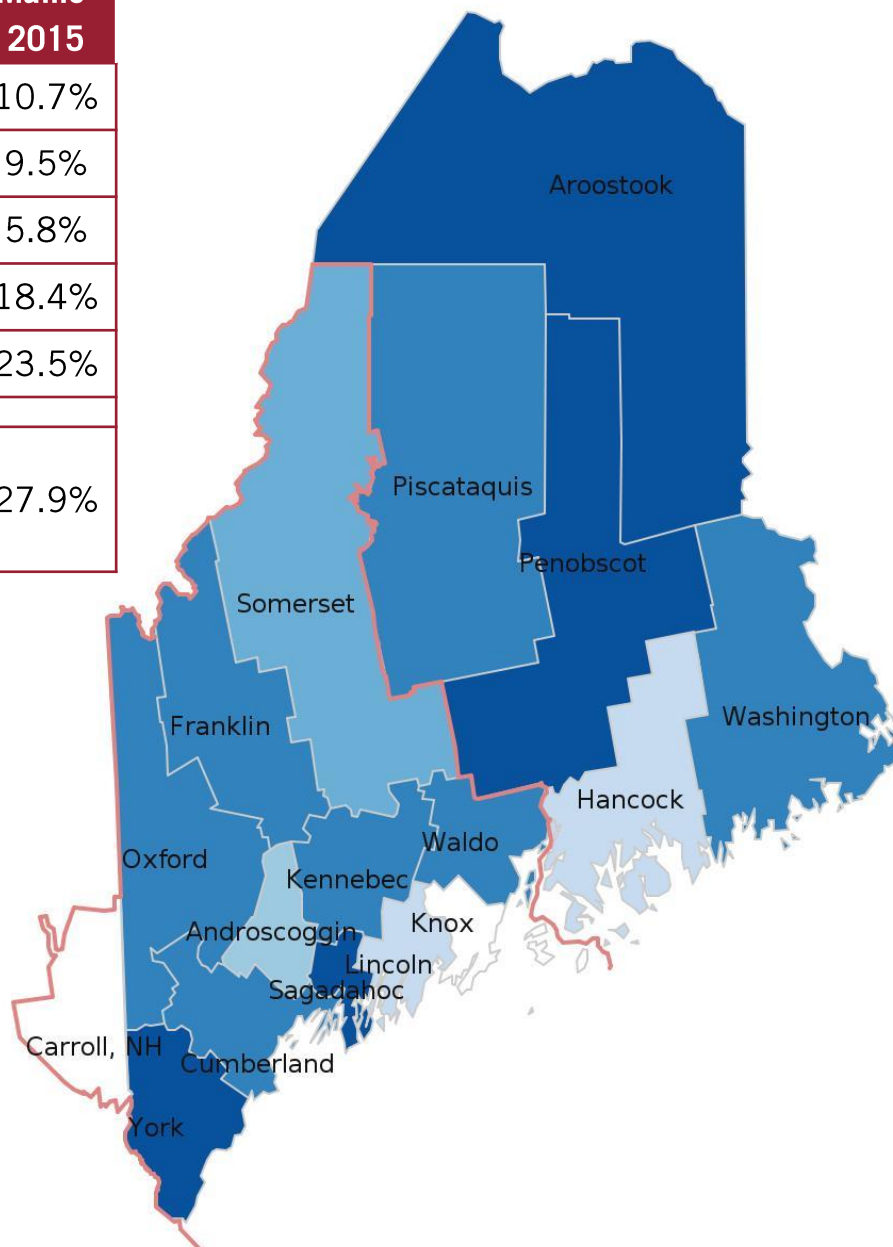 2015
10.7%
9.5%
5.8%
18.4%
23.5%
27.9%
Aroostook
Piscataquis
Penobscot
Somerset
Washington
Franklin
Hancock
Waldo
Oxford
Kennebec
Knox
Androscoggin
Lincoln
Sagadahoc
Carroll, NH
Cumberland
York